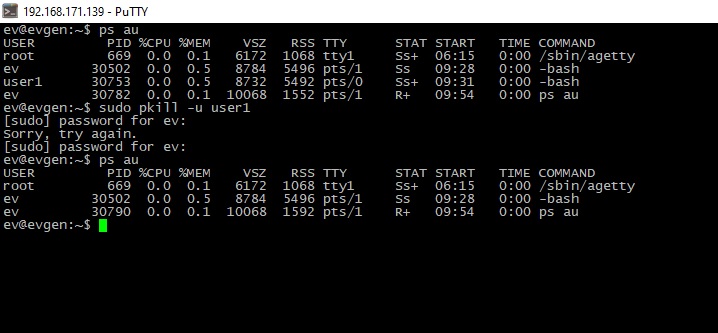 192.168.171.139 - PuTTY
ev@evgen:~$ ps au
USER       PID %CPU %MEM    VSZ   RSS TTY      STAT START   TIME COMMAND
root       669  0.0  0.1   6172  1068 tty1     Ss+  06:15   0:00 /sbin/agetty
ev       30502  0.0  0.5   8784  5496 pts/1    Ss   09:28   0:00 -bash
user1    30753  0.0  0.5   8732  5492 pts/0    Ss+  09:31   0:00 -bash
ev       30782  0.0  0.1  10068  1552 pts/1    R+   09:54   0:00 ps au
ev@evgen:~$ sudo pkill -u user1
[sudo] password for ev:
Sorry, try again.
[sudo] password for ev:
ev@evgen:~$ ps au
USER       PID %CPU %MEM    VSZ   RSS TTY      STAT START   TIME COMMAND
root       669  0.0  0.1   6172  1068 tty1     Ss+  06:15   0:00 /sbin/agetty
ev       30502  0.0  0.5   8784  5496 pts/1    Ss   09:28   0:00 -bash
ev       30790  0.0  0.1  10068  1592 pts/1    R+   09:54   0:00 ps au
ev@evgen:~$